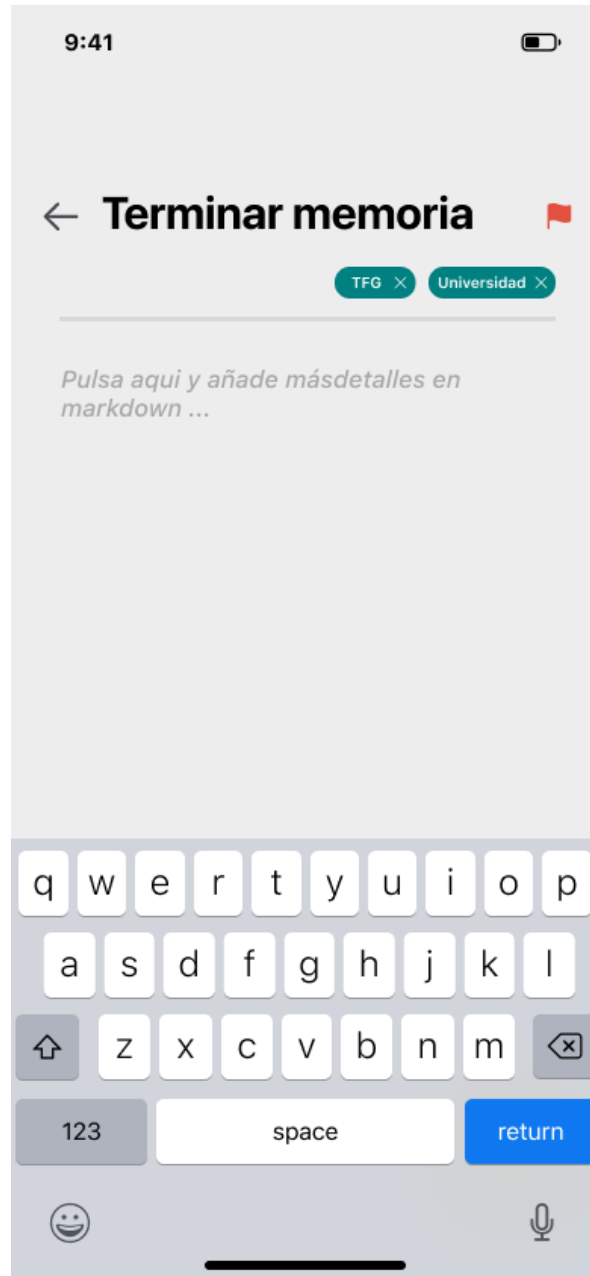 9:41
Terminar memoria
TFG Universidad
Pulsa aqui y añade másdetalles en
markdown ...
q w e r t y u i o p
a s d f g h j k l
z x c v b n m
123 space return